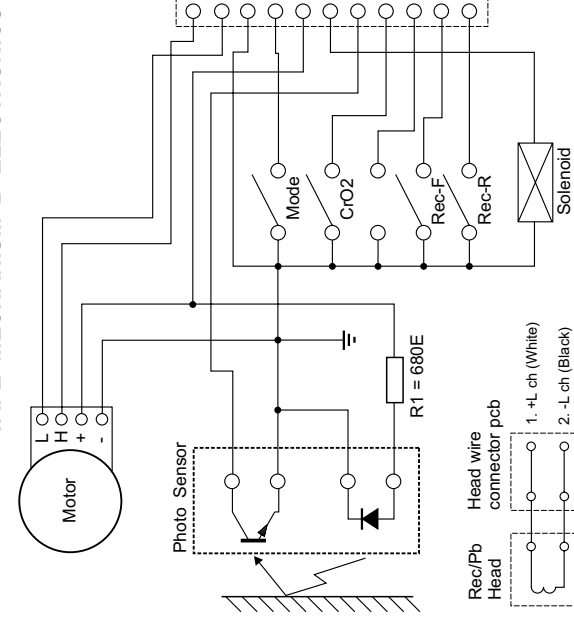 L
H
+
-
Motor
Mode
CrO2
Rec-F
Rec-R
Solenoid
Photo Sensor
R1 = 680E
Rec/Pb
Head
Head wire
connector pcb
1. +L ch (White)
2. -L ch (Black)